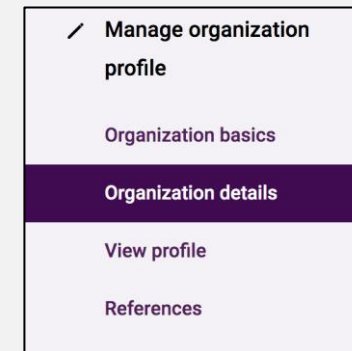 Manage organization
profile
Organization basics
Organization details
View profile
References